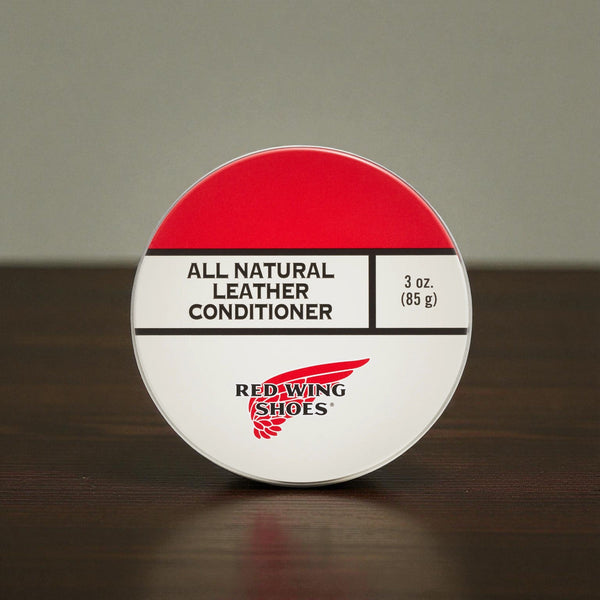 ALL NATURAL
LEATHER
CONDITIONER
3 oz.
(85 g)
RED WING
SHOES®